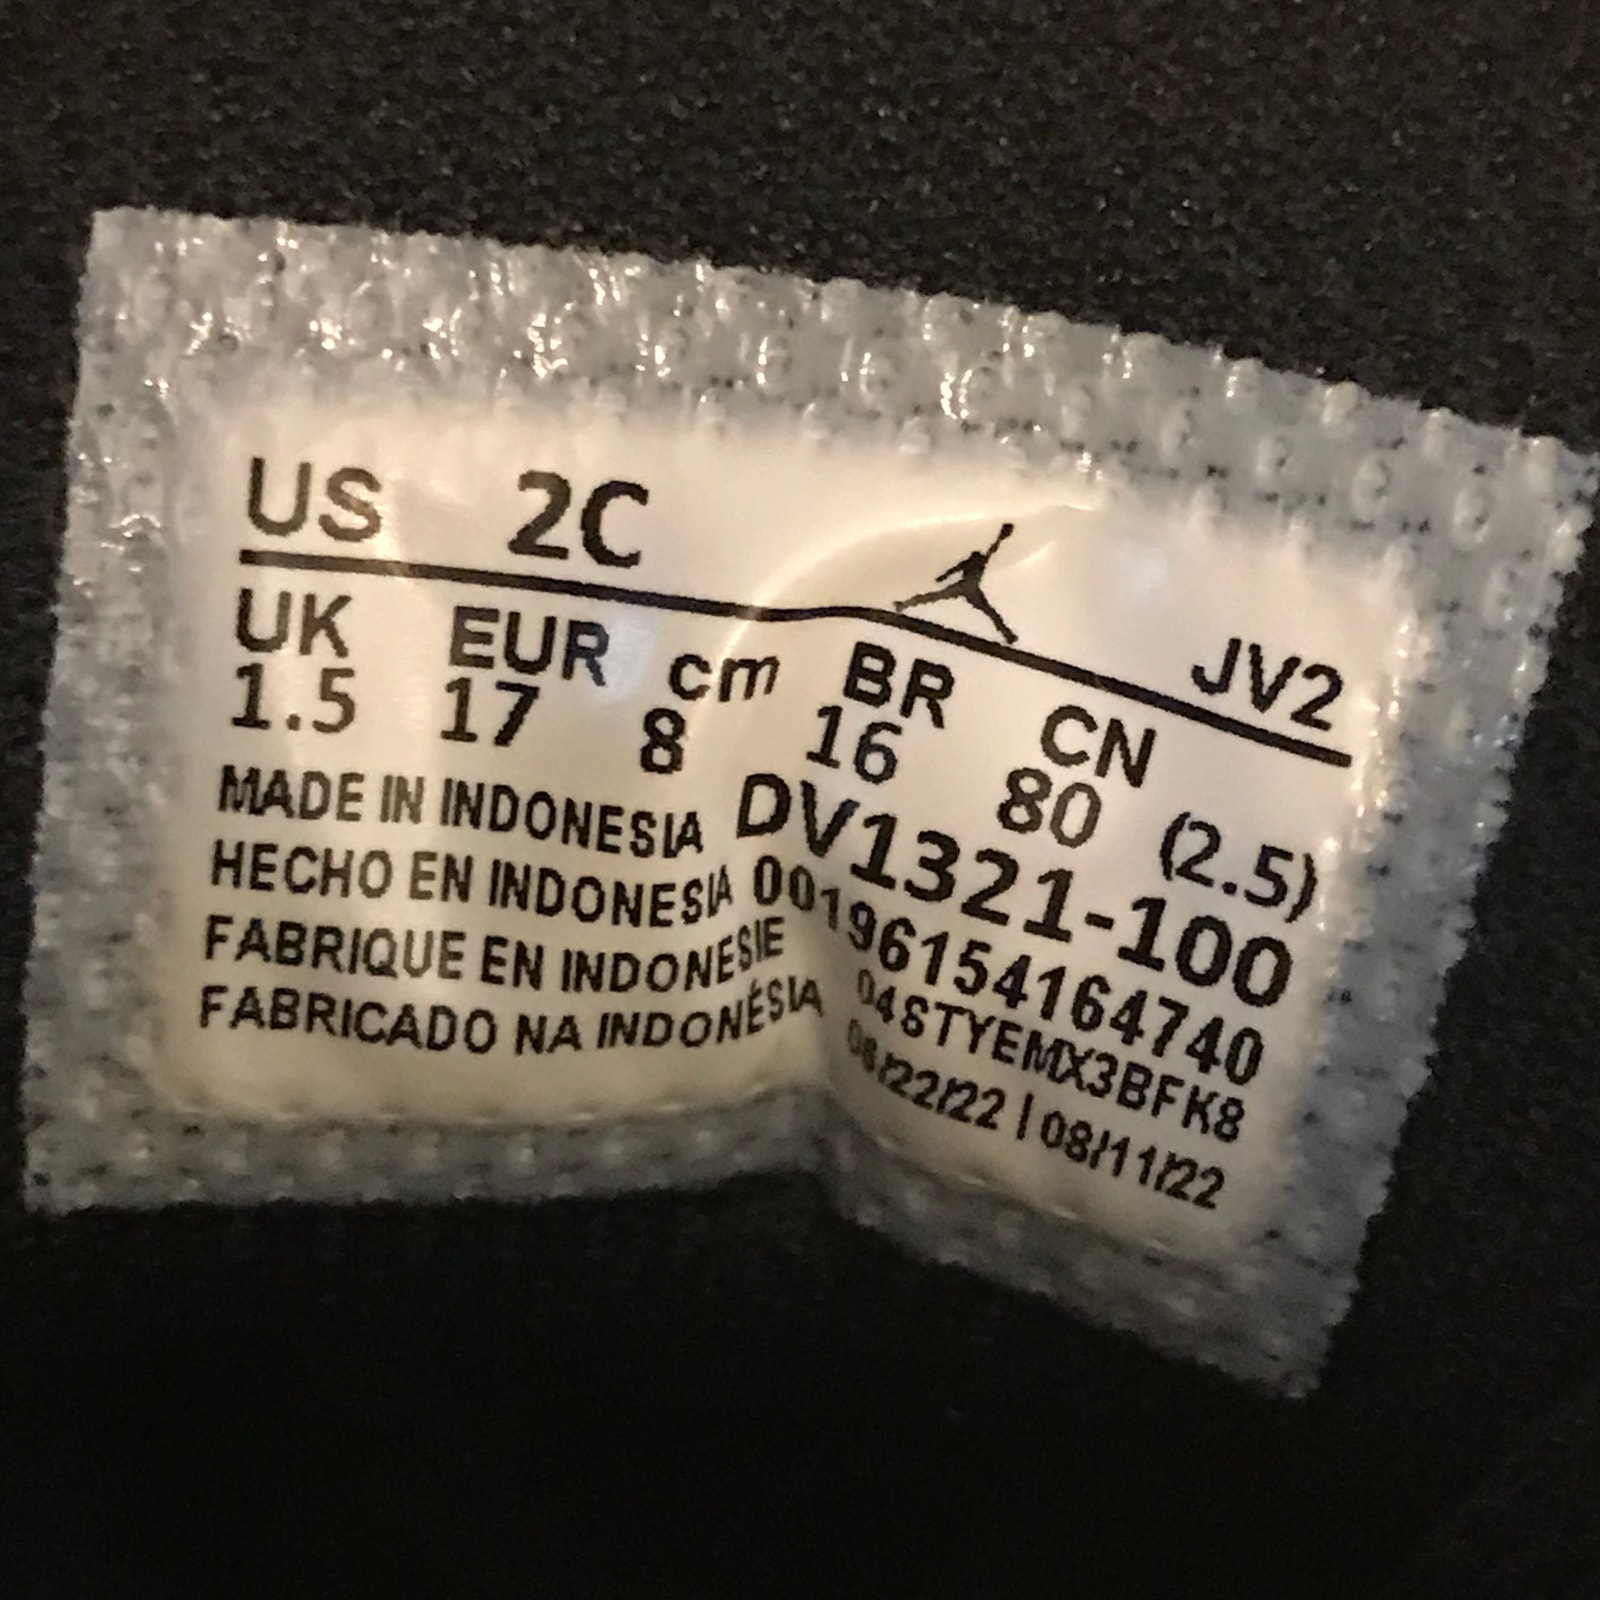 US 2C
JV2
UK EUR cm BR CN
1.5 17 8 16 80 (2.5)
MADE IN INDONESIA DV1321-100
HECHO EN INDONESIA 00196154164740
FABRIQUE EN INDONESIE 04STYEMX3BFK8
FABRICADO NA INDONÉSIA 08/22/22 | 08/11/22